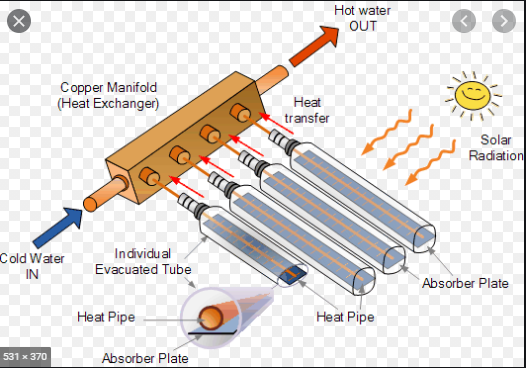 Hot water
OUT
Copper Manifold
(Heat Exchanger)
Heat
transfer
Solar
Radiation
Cold Water
IN
Individual
Evacuated Tube
Absorber Plate
Heat Pipe
Heat Pipe
Absorber Plate
531 × 370